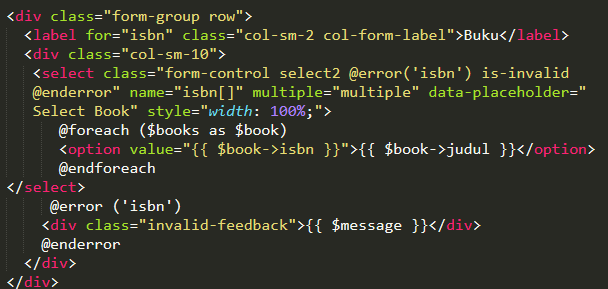 <div class="form-group row">
<label for="isbn" class="col-sm-2 col-form-label">Buku</label>
<div class="col-sm-10">
<select class="form-control select2 @error('isbn') is-invalid
@enderror" name="isbn[]" multiple="multiple" data-placeholder="
Select Book" style="width: 100%;">
@foreach ($books as $book)
<option value="{{ $book->isbn }}">{{ $book->judul }}</option>
@endforeach
</select>
@error ('isbn')
<div class="invalid-feedback">{{ $message }}</div>
@enderror
</div>
</div>